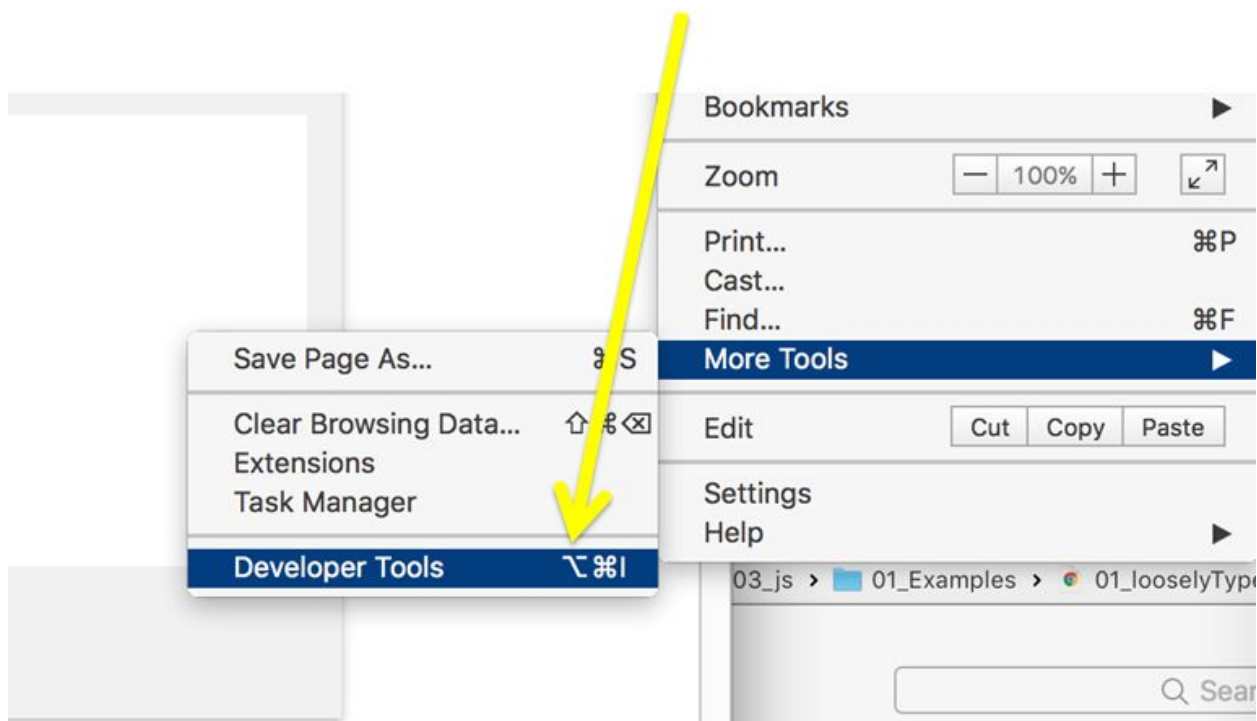 Bookmarks ▶
Zoom — 100% +
Print... ⌘P
Cast...
Find... ⌘F
More Tools ▶
Edit Cut Copy Paste
Settings
Help ▶
Save Page As... ⌘S
Clear Browsing Data... ⇧⌘⌫
Extensions
Task Manager
Developer Tools ⌥⌘I
03_js › 01_Examples › 01_looselyType
Sear